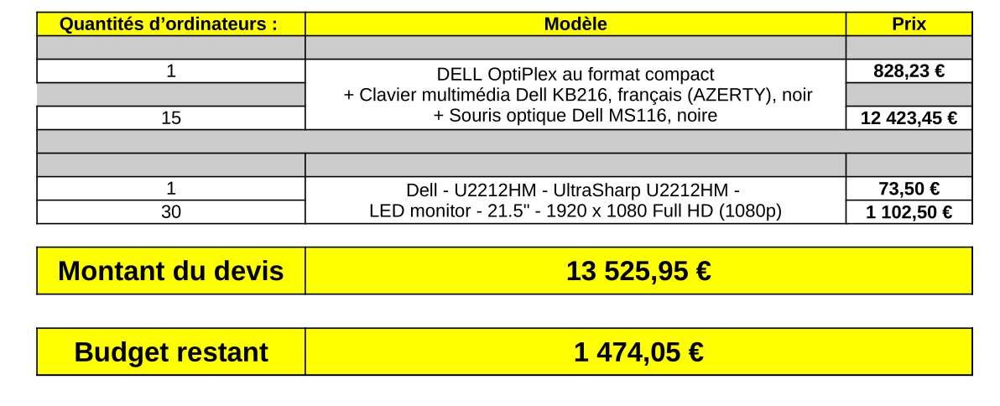 Quantités d’ordinateurs : Modèle Prix
1 828,23 €
DELL OptiPlex au format compact
+ Clavier multimédia Dell KB216, français (AZERTY), noir
+ Souris optique Dell MS116, noire
15 12 423,45 €
1 73,50 €
Dell - U2212HM - UltraSharp U2212HM -
LED monitor - 21.5" - 1920 x 1080 Full HD (1080p)
30 1 102,50 €
Montant du devis 13 525,95 €
Budget restant 1 474,05 €